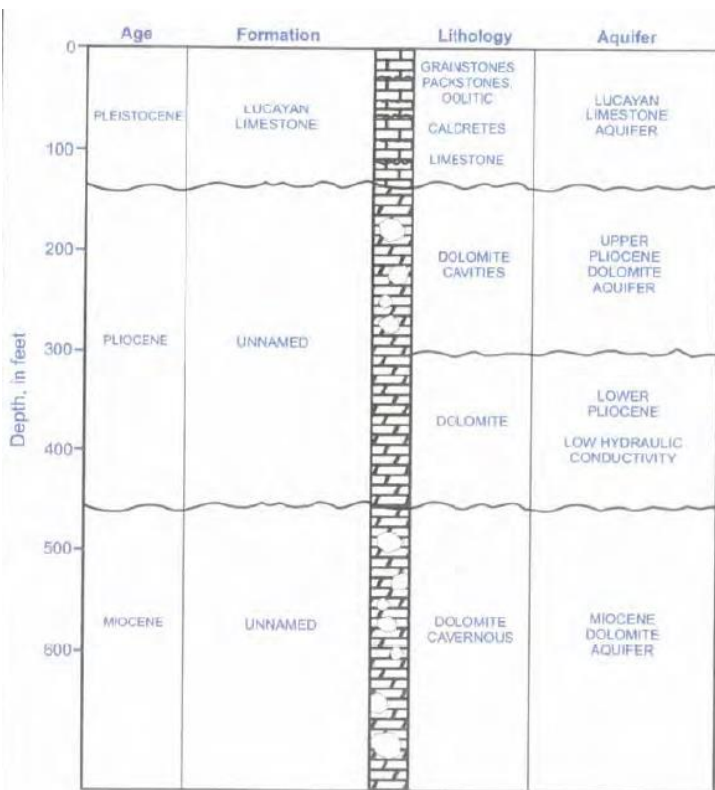 Age Formation Lithology Aquifer
0
GRAINSTONES
PACKSTONES,
OOLITIC
PLEISTOCENE
LUCAYAN
LIMESTONE
CALCRETES
LUCAYAN
LIMESTONE
AQUIFER
100
LIMESTONE
200
DOLOMITE
CAVITIES
UPPER
PLIOCENE
DOLOMITE
AQUIFER
Depth, in feet
300
PLIOCENE
UNNAMED
DOLOMITE
LOWER
PLIOCENE
LOW HYDRAULIC
CONDUCTIVITY
400
500
MIOCENE
UNNAMED
DOLOMITE
CAVERNOUS
MIOCENE
DOLOMITE
AQUIFER
600